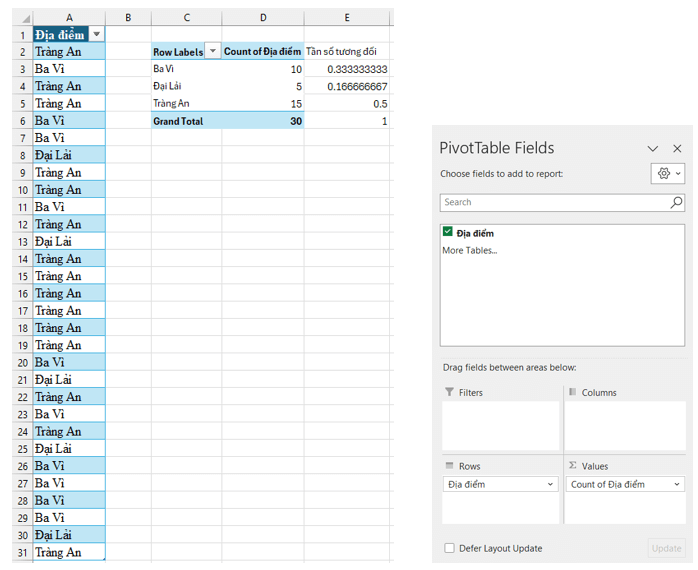 A B C D E
1 Địa điểm
2 Tràng An Row Labels Count of Địa điểm Tần số tương đối
3 Ba Vì Ba Vì 10 0.333333333
4 Tràng An Đại Lải 5 0.166666667
5 Tràng An Tràng An 15 0.5
6 Ba Vì Grand Total 30 1
7 Ba Vì
8 Đại Lải
9 Tràng An
10 Tràng An
11 Ba Vì
12 Tràng An
13 Đại Lải
14 Tràng An
15 Tràng An
16 Tràng An
17 Tràng An
18 Tràng An
19 Tràng An
20 Ba Vì
21 Đại Lải
22 Tràng An
23 Ba Vì
24 Tràng An
25 Đại Lải
26 Ba Vì
27 Ba Vì
28 Ba Vì
29 Ba Vì
30 Đại Lải
31 Tràng An
PivotTable Fields
Choose fields to add to report:
Search
Địa điểm
More Tables...
Drag fields between areas below:
Filters Columns
Rows Σ Values
Địa điểm Count of Địa điểm
Defer Layout Update Update